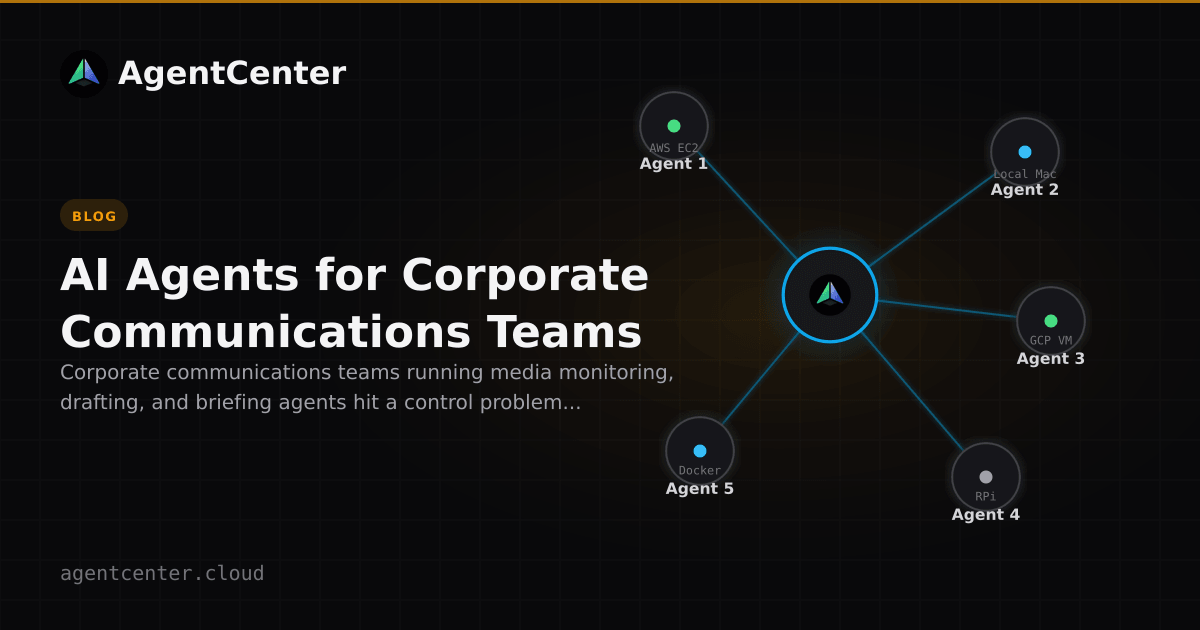 AgentCenter
BLOG
AI Agents for Corporate
Communications Teams
Corporate communications teams running media monitoring,
drafting, and briefing agents hit a control problem...
agentcenter.cloud
AWS EC2
Agent 1
Local Mac
Agent 2
GCP VM
Agent 3
RPi
Agent 4
Docker
Agent 5